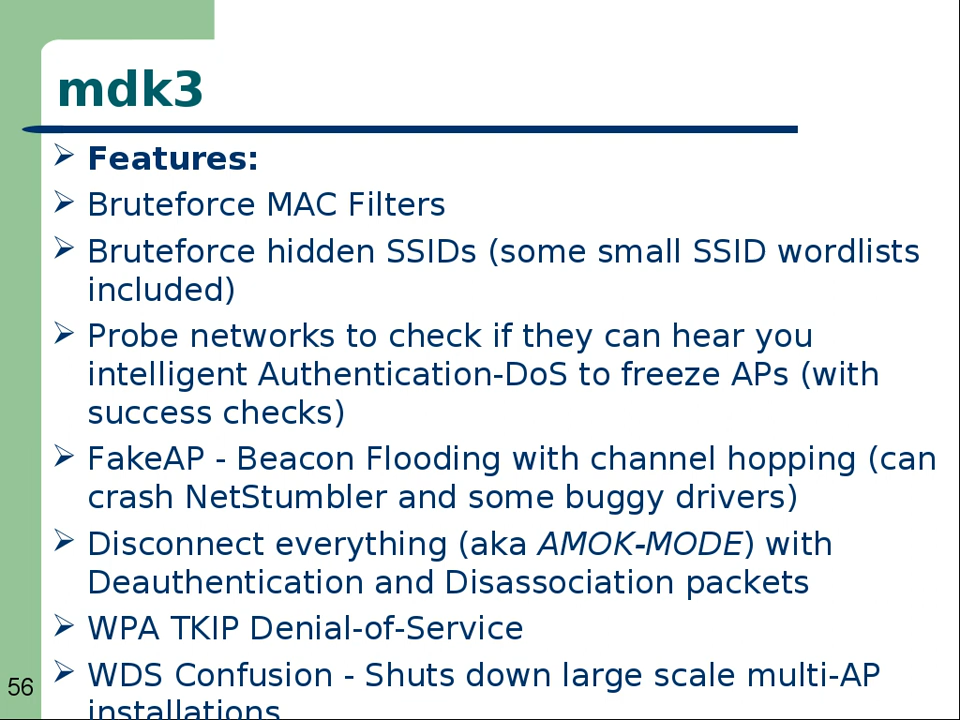 mdk3
Features:
Bruteforce MAC Filters
Bruteforce hidden SSIDs (some small SSID wordlists
included)
Probe networks to check if they can hear you
intelligent Authentication-DoS to freeze APs (with
success checks)
FakeAP - Beacon Flooding with channel hopping (can
crash NetStumbler and some buggy drivers)
Disconnect everything (aka AMOK-MODE) with
Deauthentication and Disassociation packets
WPA TKIP Denial-of-Service
WDS Confusion - Shuts down large scale multi-AP
installations
56